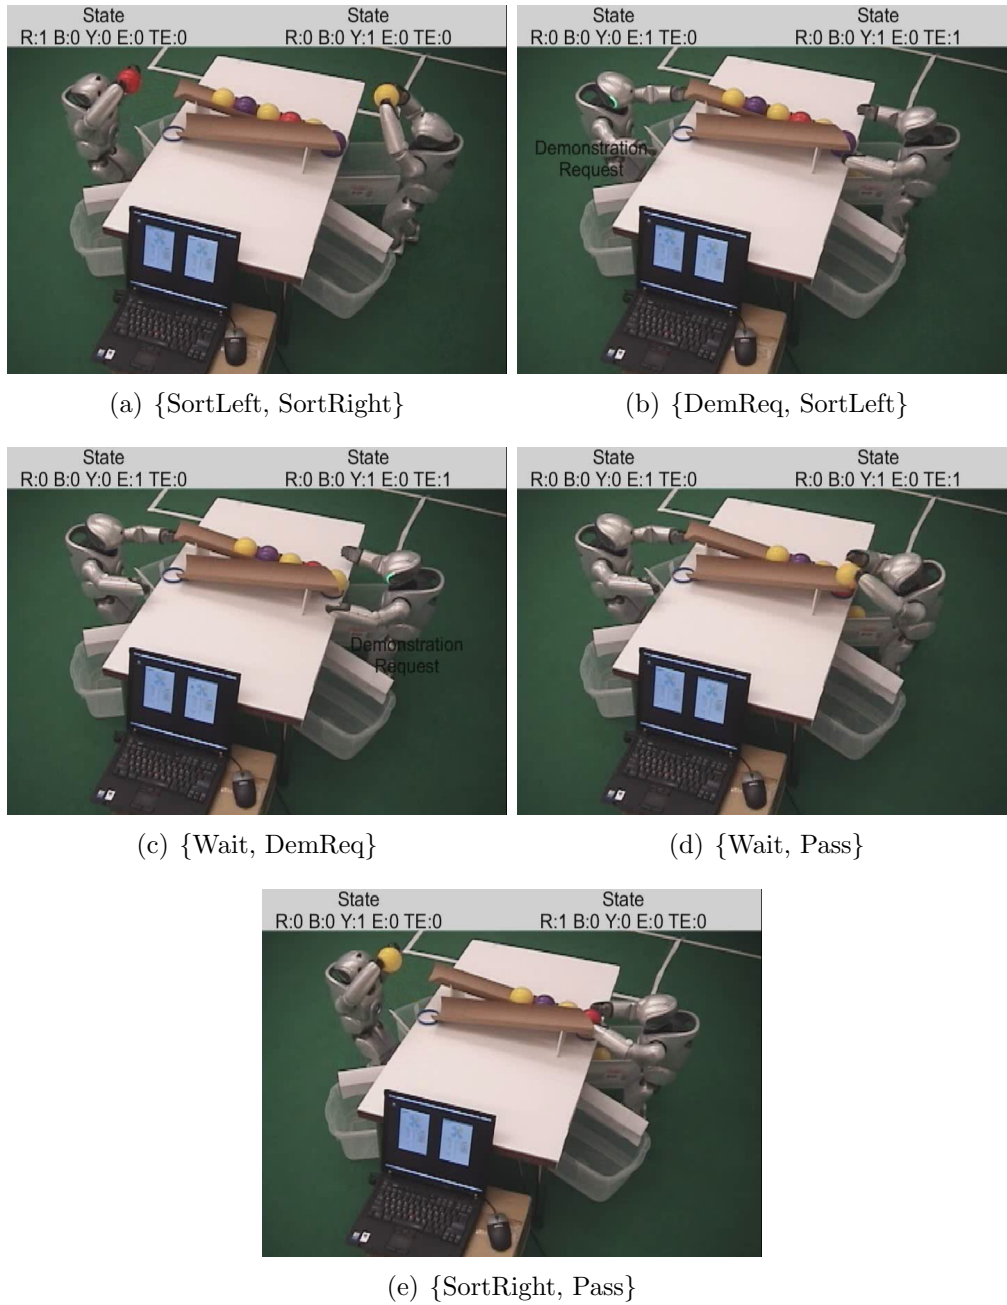 State State
R:1 B:0 Y:0 E:0 TE:0 R:0 B:0 Y:1 E:0 TE:0
State State
R:0 B:0 Y:0 E:1 TE:0 R:0 B:0 Y:1 E:0 TE:1
Demonstration
Request
(a) {SortLeft, SortRight}
(b) {DemReq, SortLeft}
State State
R:0 B:0 Y:0 E:1 TE:0 R:0 B:0 Y:1 E:0 TE:1
Demonstration
Request
State State
R:0 B:0 Y:0 E:1 TE:0 R:0 B:0 Y:1 E:0 TE:1
(c) {Wait, DemReq}
(d) {Wait, Pass}
State State
R:0 B:0 Y:1 E:0 TE:0 R:1 B:0 Y:0 E:0 TE:0
(e) {SortRight, Pass}